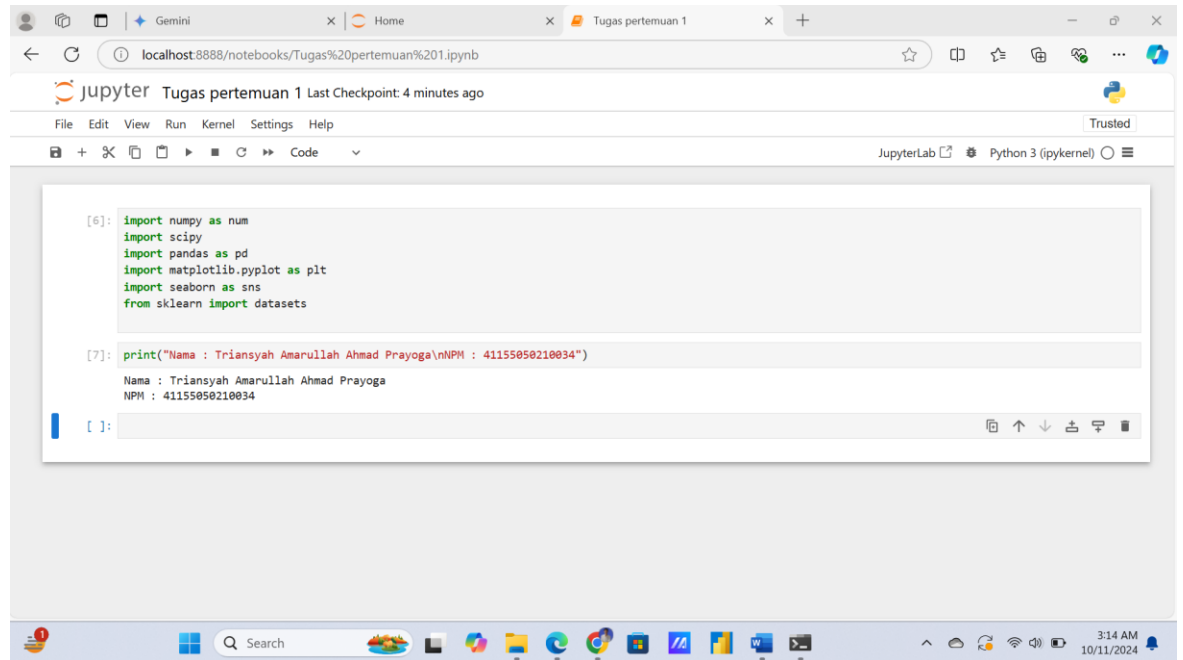 Gemini
Home
Tugas pertemuan 1
localhost:8888/notebooks/Tugas%20pertemuan%201.ipynb
jupyter Tugas pertemuan 1 Last Checkpoint: 4 minutes ago
File Edit View Run Kernel Settings Help
Trusted
Code
JupyterLab
Python 3 (ipykernel)
[6]: import numpy as num
import scipy
import pandas as pd
import matplotlib.pyplot as plt
import seaborn as sns
from sklearn import datasets
[7]: print("Nama : Triansyah Amarullah Ahmad Prayoga\nNPM : 41155050210034")
Nama : Triansyah Amarullah Ahmad Prayoga
NPM : 41155050210034
[ ]:
1
Search
3:14 AM
10/11/2024